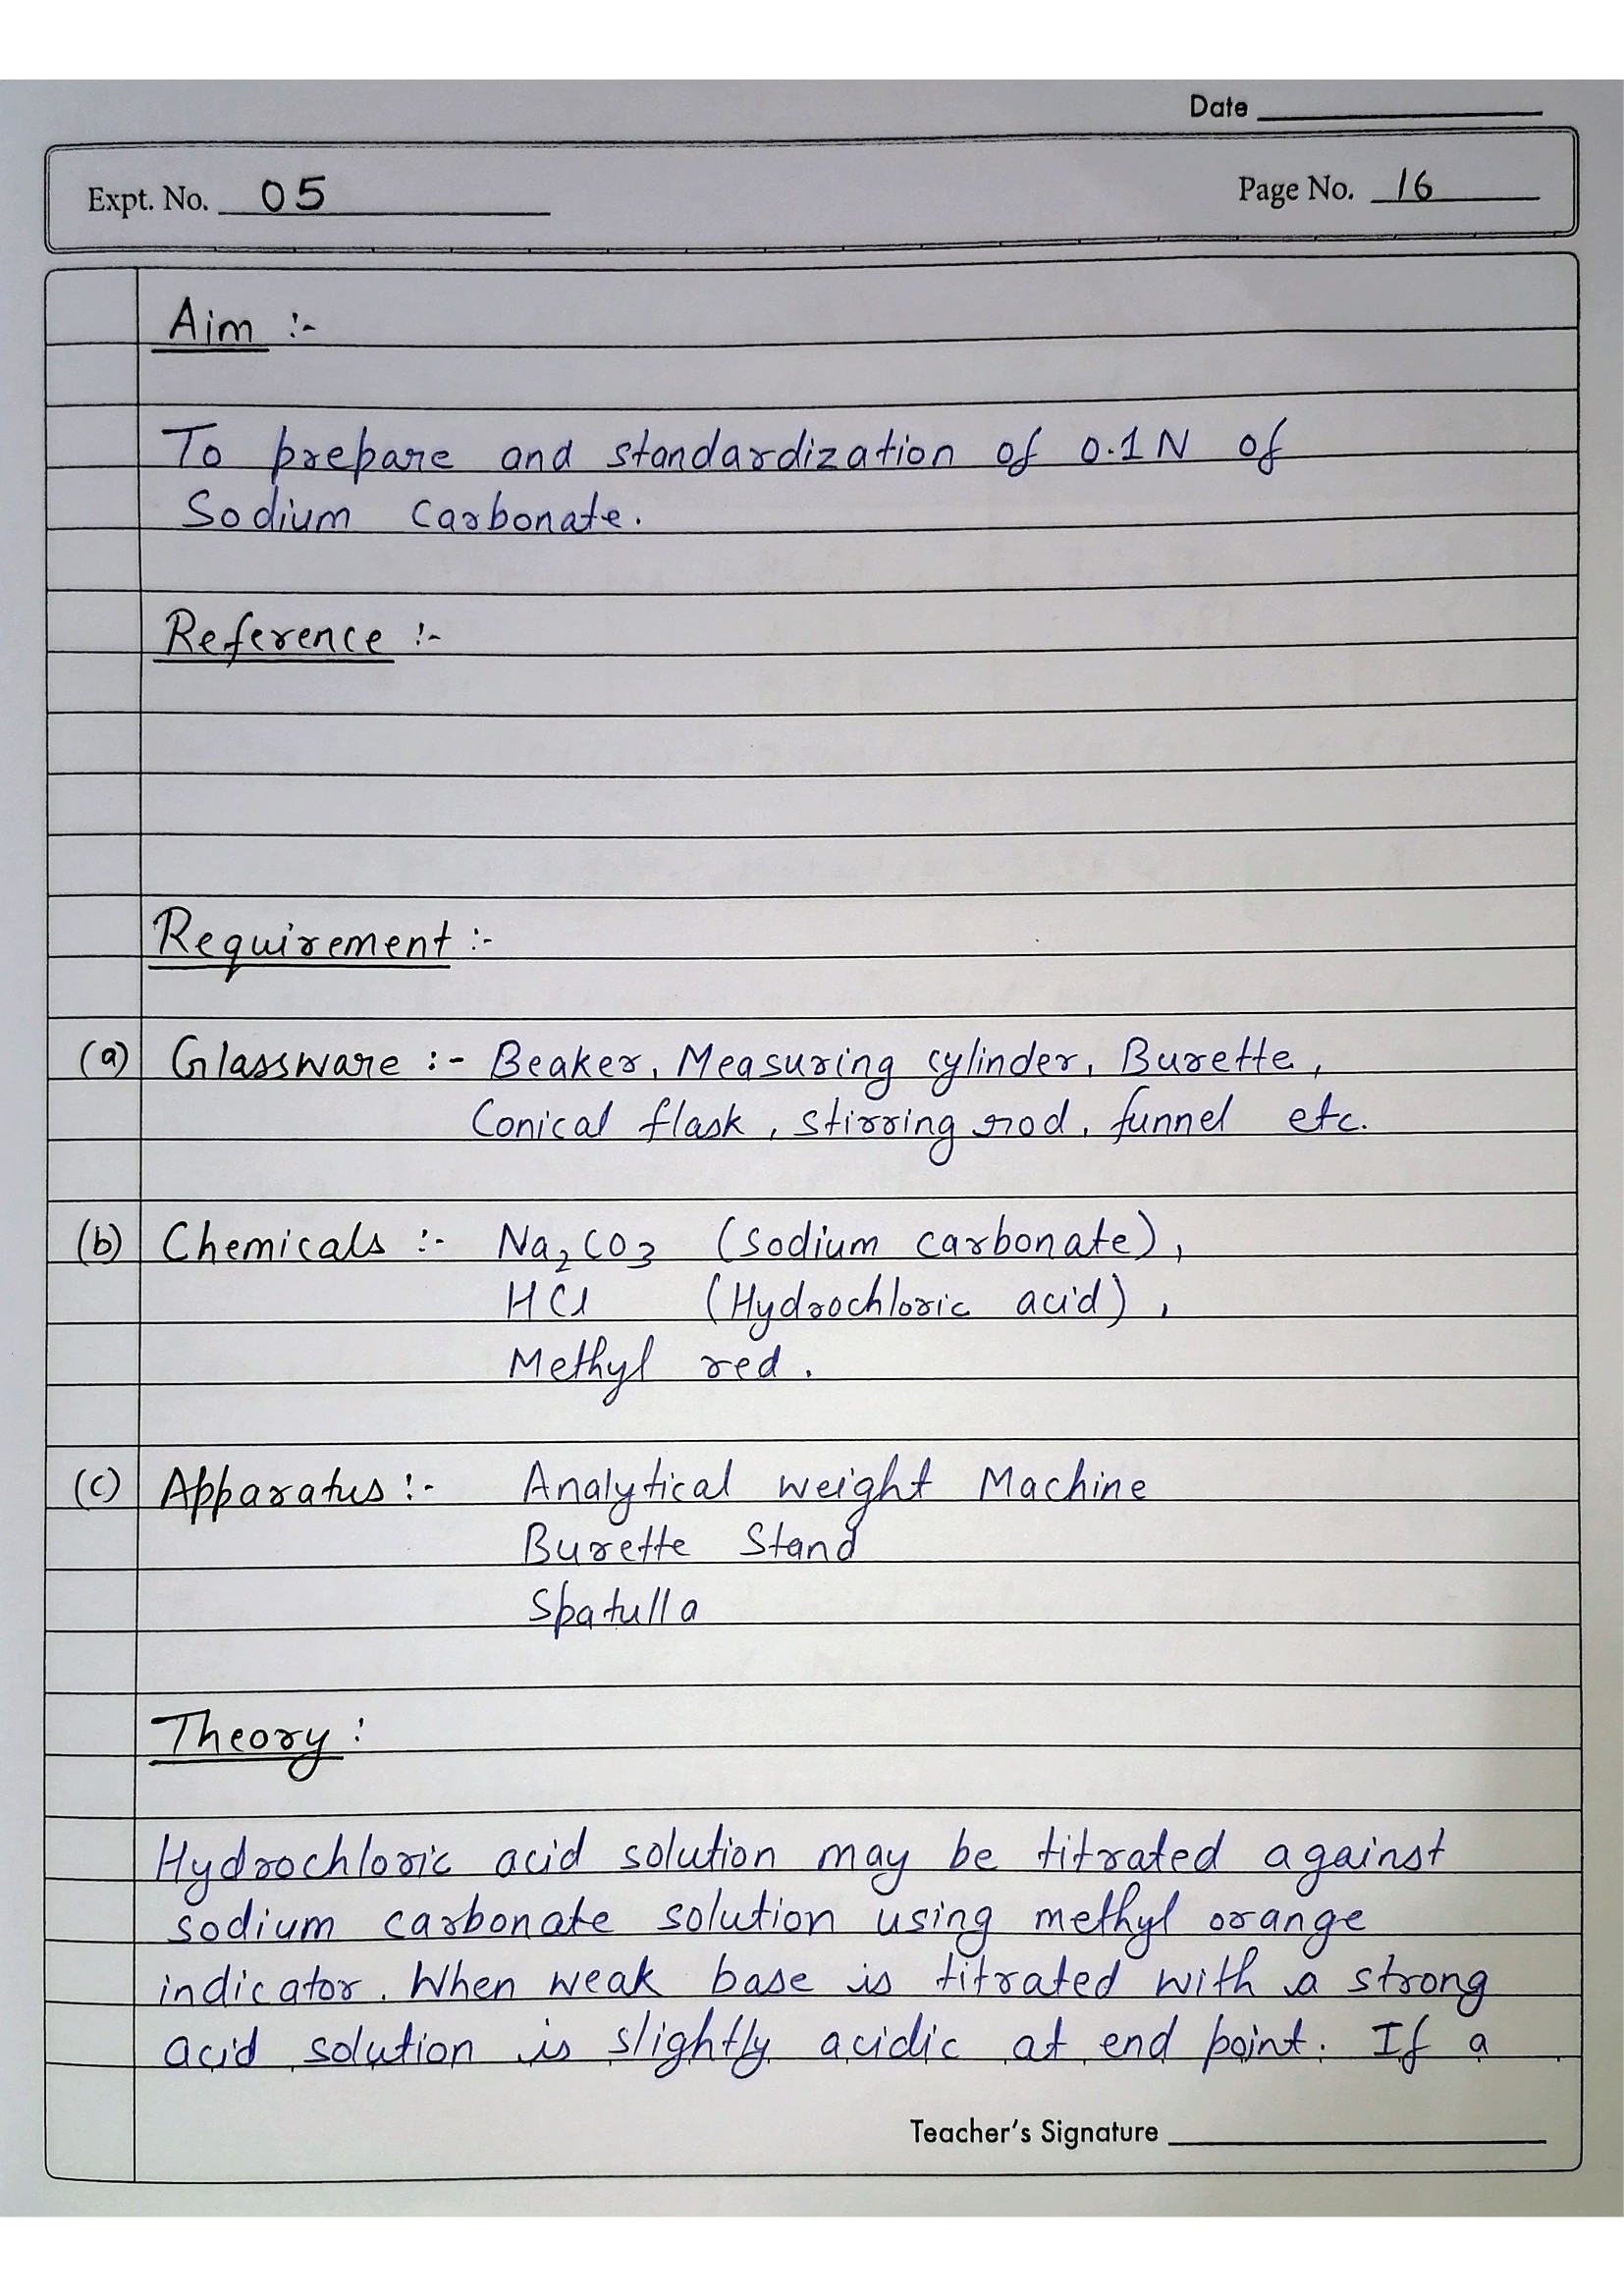 Date
Expt. No. 05
Page No. 16
Aim :-
To prepare and standardization of 0.1N of
Sodium Carbonate.
Reference :-
Requirement :-
(a) Glassware :- Beaker, Measuring cylinder, Burette,
Conical flask, stirring rod, funnel etc.
(b) Chemicals :- Na2CO3 (Sodium carbonate),
HCl (Hydrochloric acid),
Methyl red.
(c) Apparatus :- Analytical weight Machine
Burette Stand
Spatulla
Theory :
Hydrochloric acid solution may be titrated against
sodium carbonate solution using methyl orange
indicator. When weak base is titrated with a strong
acid solution is slightly acidic at end point. If a
Teacher's Signature